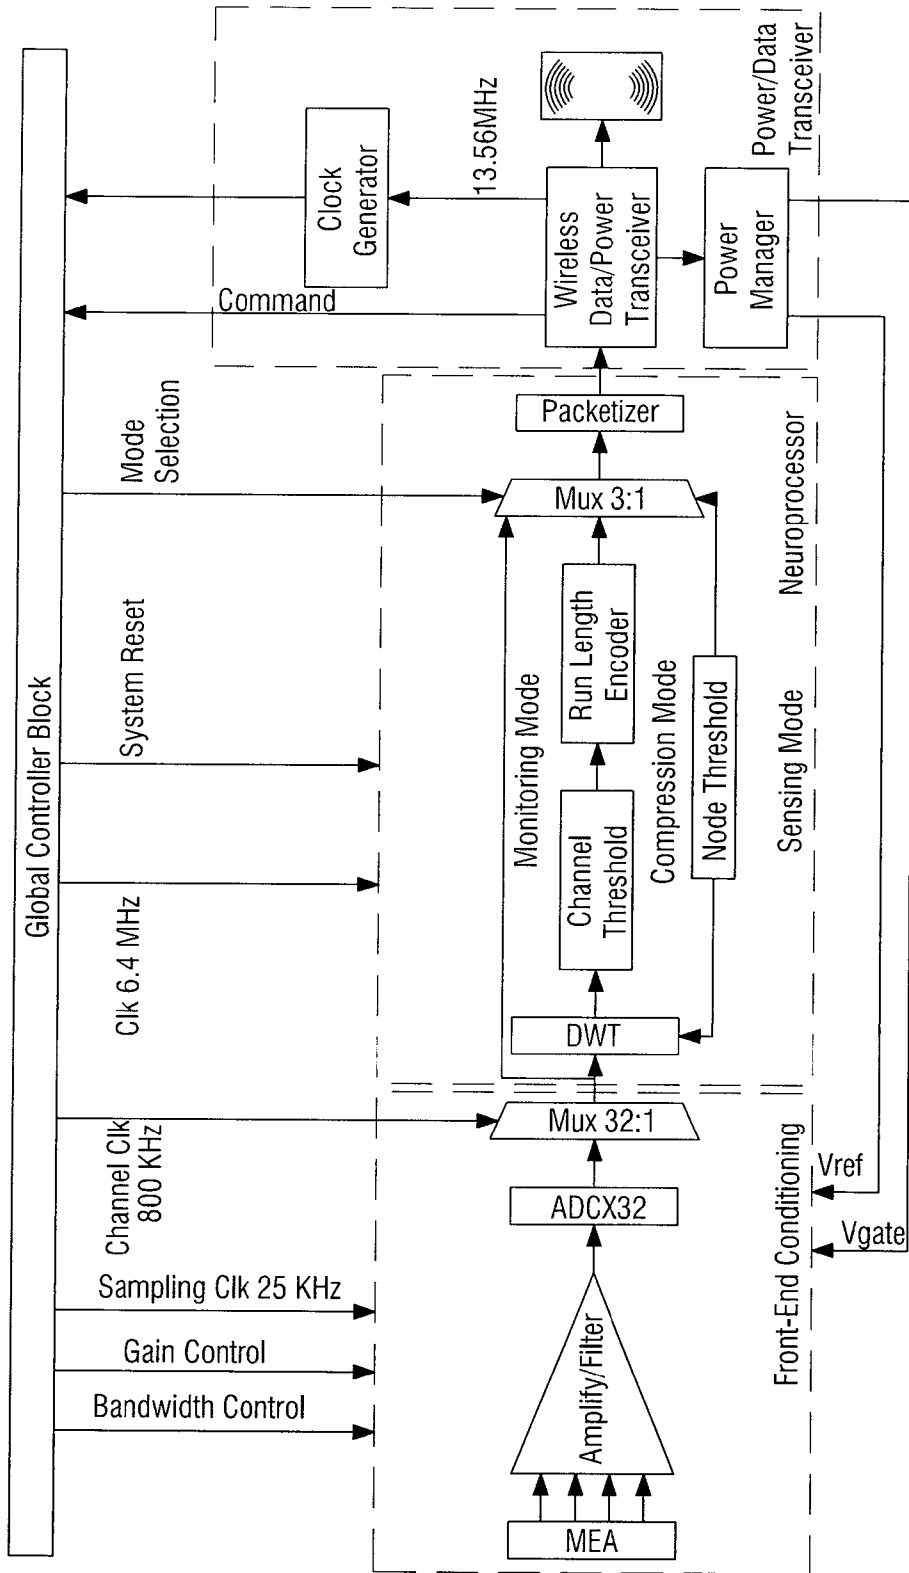 Global Controller Block
Bandwidth Control
Gain Control
Sampling Clk 25 KHz
Channel Clk
800 KHz
Clk 6.4 MHz
System Reset
Mode
Selection
Command
Clock
Generator
13.56MHz
MEA
Amplify/Filter
ADCX32
Mux 32:1
DWT
Monitoring Mode
Channel
Threshold
Run Length
Encoder
Compression Mode
Node Threshold
Mux 3:1
Packetizer
Wireless
Data/Power
Transceiver
Power
Manager
Power/Data
Transceiver
Front-End Conditioning
Sensing Mode
Neuroprocessor
Vgate
Vref